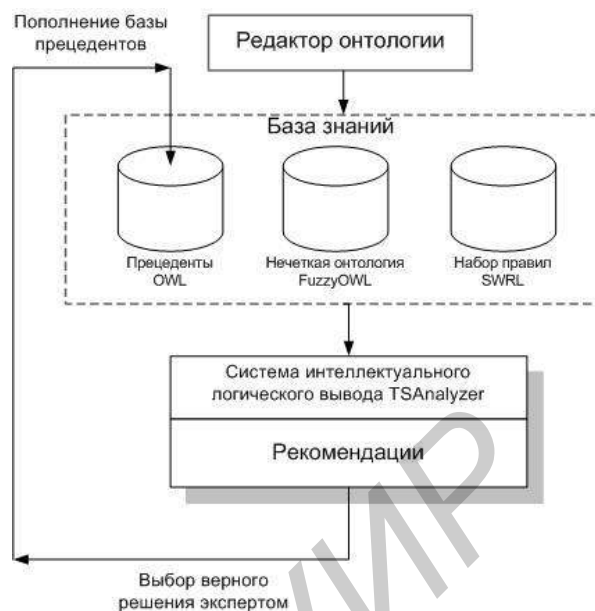 Пополнение базы
прецедентов
Редактор онтологии
База знаний
Прецеденты
OWL
Нечеткая онтология
FuzzyOWL
Набор правил
SWRL
Система интеллектуального
логического вывода TSAnalyzer
Рекомендации
Выбор верного
решения экспертом